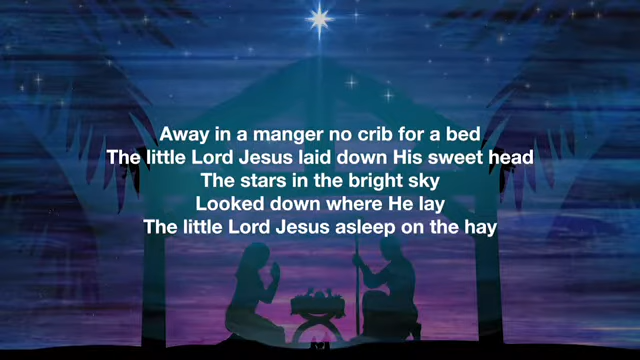 Away in a manger no crib for a bed
The little Lord Jesus laid down His sweet head
The stars in the bright sky
Looked down where He lay
The little Lord Jesus asleep on the hay